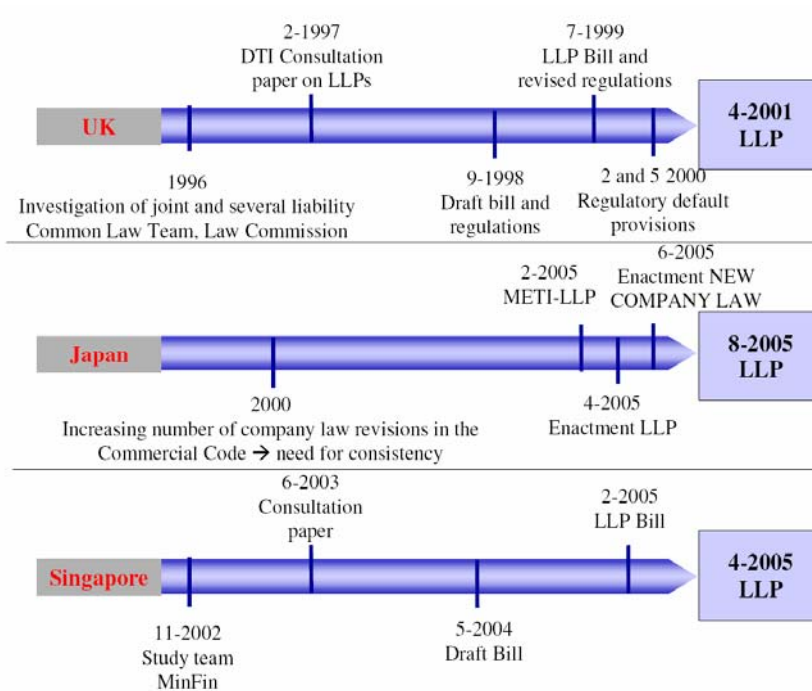 2-1997
DTI Consultation
paper on LLPs
7-1999
LLP Bill and
revised regulations
UK
4-2001
LLP
1996
Investigation of joint and several liability
Common Law Team, Law Commission
9-1998
Draft bill and
regulations
2 and 5 2000
Regulatory default
provisions
2-2005
METI-LLP
6-2005
Enactment NEW
COMPANY LAW
Japan
8-2005
LLP
2000
Increasing number of company law revisions in the
Commercial Code → need for consistency
4-2005
Enactment LLP
6-2003
Consultation
paper
2-2005
LLP Bill
Singapore
4-2005
LLP
11-2002
Study team
MinFin
5-2004
Draft Bill